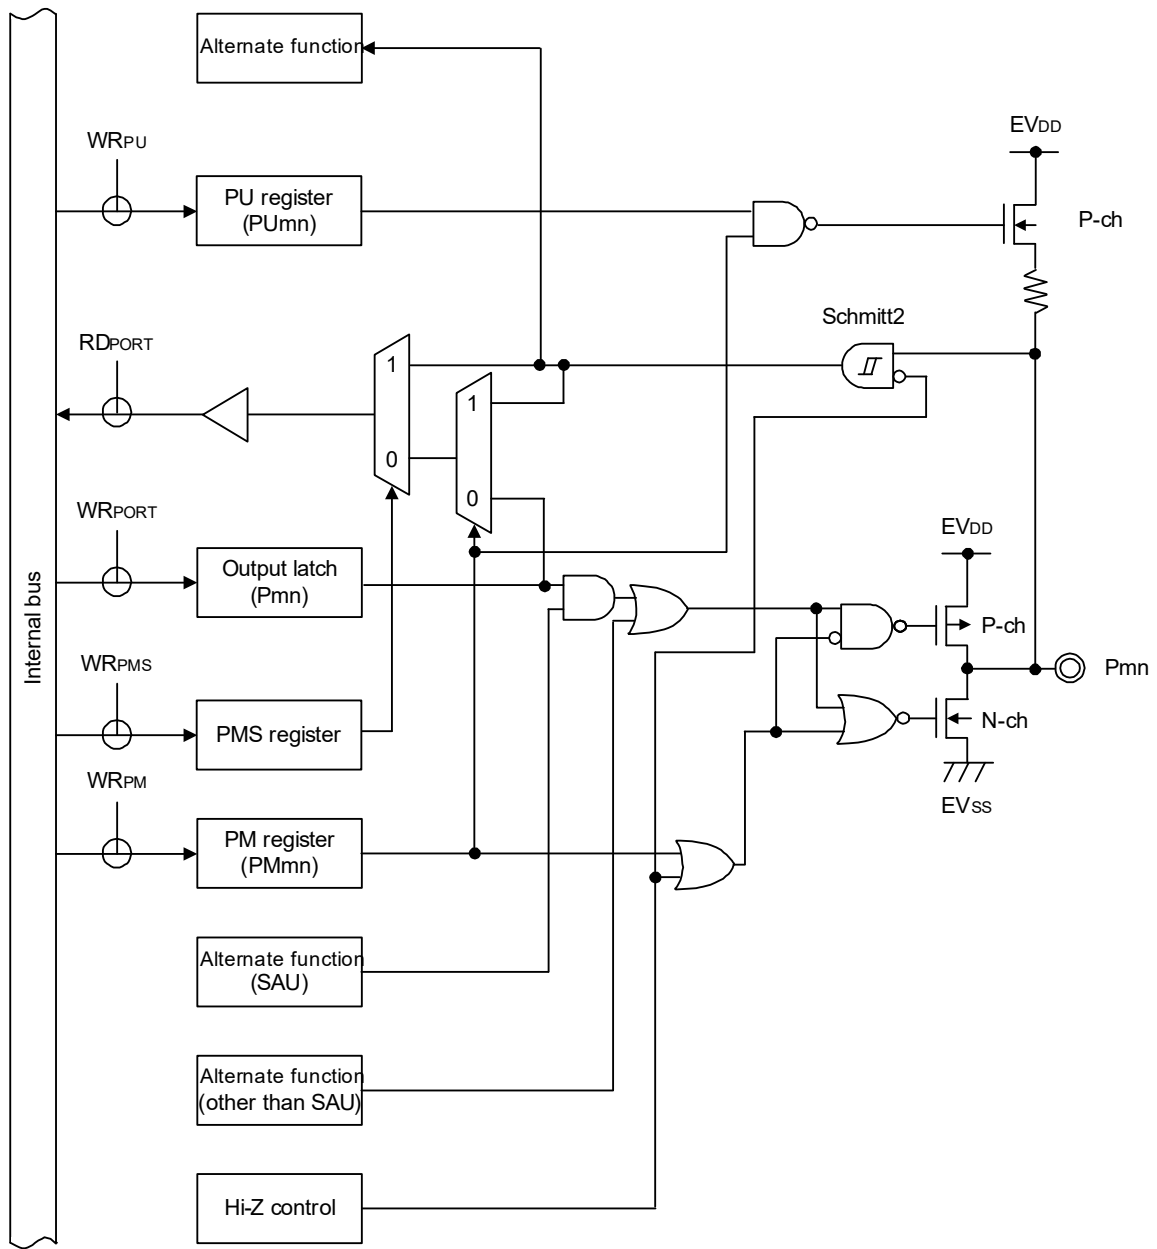 Alternate function
EVDD
WRPU
PU register
(PUmn)
P-ch
Schmitt2
RDPORT
1
1
0
0
WRPORT
EVDD
Output latch
(Pmn)
P-ch
Internal bus
WRPMS
Pmn
PMS register
N-ch
WRPM
EVSS
PM register
(PMmn)
Alternate function
(SAU)
Alternate function
(other than SAU)
Hi-Z control